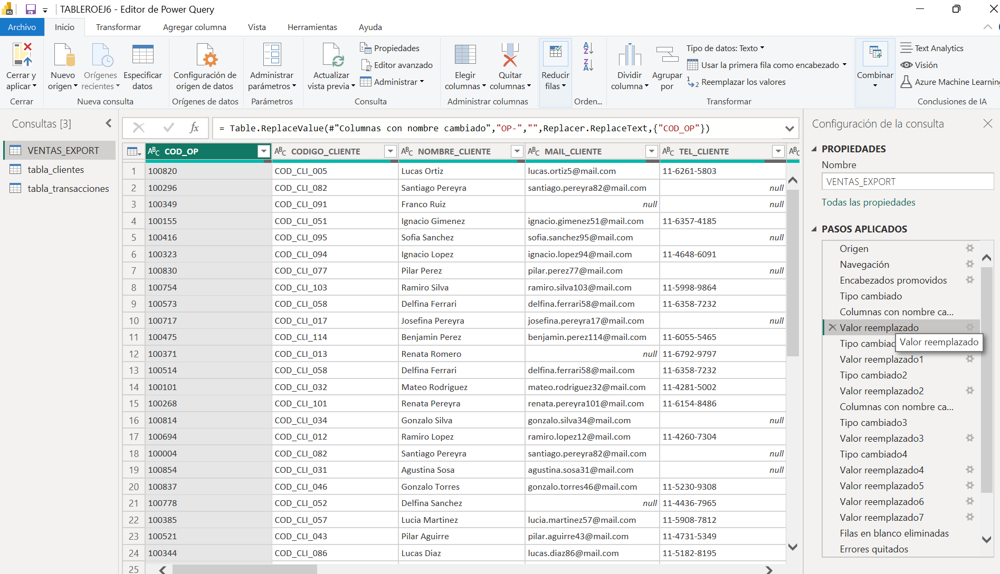 TABLEROEJ6 - Editor de Power Query
Archivo Inicio Transformar Agregar columna Vista Herramientas Ayuda
Cerrar y aplicar
Cerrar
Nuevo origen
Orígenes recientes
Especificar datos
Nueva consulta
Configuración de origen de datos
Orígenes de datos
Administrar parámetros
Parámetros
Actualizar vista previa
Propiedades
Editor avanzado
Administrar
Consulta
Elegir columnas
Quitar columnas
Administrar columnas
Reducir filas
Orden...
Dividir columna
Agrupar por
Tipo de datos: Texto
Usar la primera fila como encabezado
Reemplazar los valores
Transformar
Combinar
Text Analytics
Visión
Azure Machine Learning
Conclusiones de IA
Consultas [3]
VENTAS_EXPORT
tabla_clientes
tabla_transacciones
fx = Table.ReplaceValue(#"Columnas con nombre cambiado","OP-","",Replacer.ReplaceText,{"COD_OP"})
COD_OP CODIGO_CLIENTE NOMBRE_CLIENTE MAIL_CLIENTE TEL_CLIENTE
1 100820 COD_CLI_005 Lucas Ortiz lucas.ortiz5@mail.com 11-6261-5803
2 100296 COD_CLI_082 Santiago Pereyra santiago.pereyra82@mail.com null
3 100349 COD_CLI_091 Franco Ruiz null null
4 100155 COD_CLI_051 Ignacio Gimenez ignacio.gimenez51@mail.com 11-6357-4185
5 100416 COD_CLI_095 Sofia Sanchez sofia.sanchez95@mail.com null
6 100323 COD_CLI_094 Ignacio Lopez ignacio.lopez94@mail.com 11-4648-6091
7 100830 COD_CLI_077 Pilar Perez pilar.perez77@mail.com null
8 100754 COD_CLI_103 Ramiro Silva ramiro.silva103@mail.com 11-5998-9864
9 100573 COD_CLI_058 Delfina Ferrari delfina.ferrari58@mail.com 11-6358-7232
10 100717 COD_CLI_017 Josefina Pereyra josefina.pereyra17@mail.com null
11 100475 COD_CLI_114 Benjamin Perez benjamin.perez114@mail.com 11-6055-5465
12 100371 COD_CLI_013 Renata Romero null 11-6792-9797
13 100514 COD_CLI_058 Delfina Ferrari delfina.ferrari58@mail.com 11-6358-7232
14 100101 COD_CLI_032 Mateo Rodriguez mateo.rodriguez32@mail.com 11-4281-5002
15 100268 COD_CLI_101 Renata Pereyra renata.pereyra101@mail.com 11-6154-8486
16 100814 COD_CLI_034 Gonzalo Silva gonzalo.silva34@mail.com null
17 100694 COD_CLI_012 Ramiro Lopez ramiro.lopez12@mail.com 11-4260-7304
18 100004 COD_CLI_082 Santiago Pereyra santiago.pereyra82@mail.com null
19 100854 COD_CLI_031 Agustina Sosa agustina.sosa31@mail.com null
20 100837 COD_CLI_046 Gonzalo Torres gonzalo.torres46@mail.com 11-5230-9308
21 100778 COD_CLI_052 Delfina Sanchez null 11-4436-7965
22 100385 COD_CLI_057 Lucia Martinez lucia.martinez57@mail.com 11-5908-7812
23 100521 COD_CLI_043 Pilar Aguirre pilar.aguirre43@mail.com 11-4731-5349
24 100344 COD_CLI_086 Lucas Diaz lucas.diaz86@mail.com 11-5182-8195
25
Configuración de la consulta
PROPIEDADES
Nombre
VENTAS_EXPORT
Todas las propiedades
PASOS APLICADOS
Origen
Navegación
Encabezados promovidos
Tipo cambiado
Columnas con nombre ca...
Valor reemplazado
Tipo cambiad
Valor reemplazado
Valor reemplazado1
Tipo cambiado2
Valor reemplazado2
Columnas con nombre ca...
Tipo cambiado3
Valor reemplazado3
Tipo cambiado4
Valor reemplazado4
Valor reemplazado5
Valor reemplazado6
Valor reemplazado7
Filas en blanco eliminadas
Errores quitados